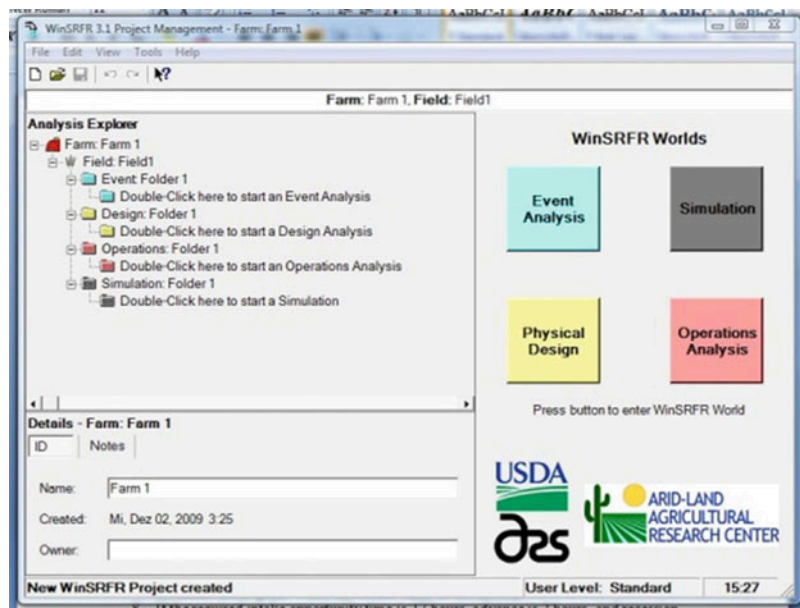 WinSRFR 3.1 Project Management - Farm: Farm 1
File Edit View Tools Help
Farm: Farm 1, Field: Field1
Analysis Explorer
Farm: Farm 1
Field: Field1
Event: Folder 1
Double-Click here to start an Event Analysis
Design: Folder 1
Double-Click here to start a Design Analysis
Operations: Folder 1
Double-Click here to start an Operations Analysis
Simulation: Folder 1
Double-Click here to start a Simulation
WinSRFR Worlds
Event Analysis
Simulation
Physical Design
Operations Analysis
Press button to enter WinSRFR World
Details - Farm: Farm 1
ID Notes
Name: Farm 1
Created: Mi, Dez 02, 2009 3:25
Owner:
USDA
ars
ARID-LAND
AGRICULTURAL
RESEARCH CENTER
New WinSRFR Project created
User Level: Standard 15:27